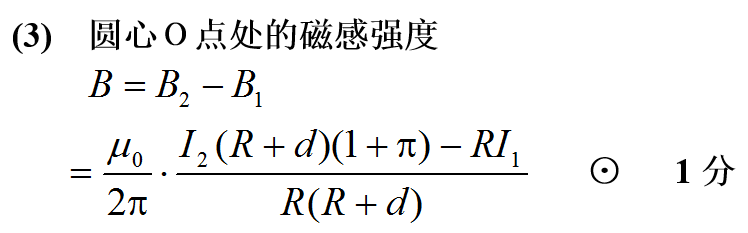 (3) 圆心 O 点处的磁感强度
B = B₂ − B₁
= μ₀/2π · I₂(R + d)(1 + π) − RI₁/R(R + d) ⊙ 1 分